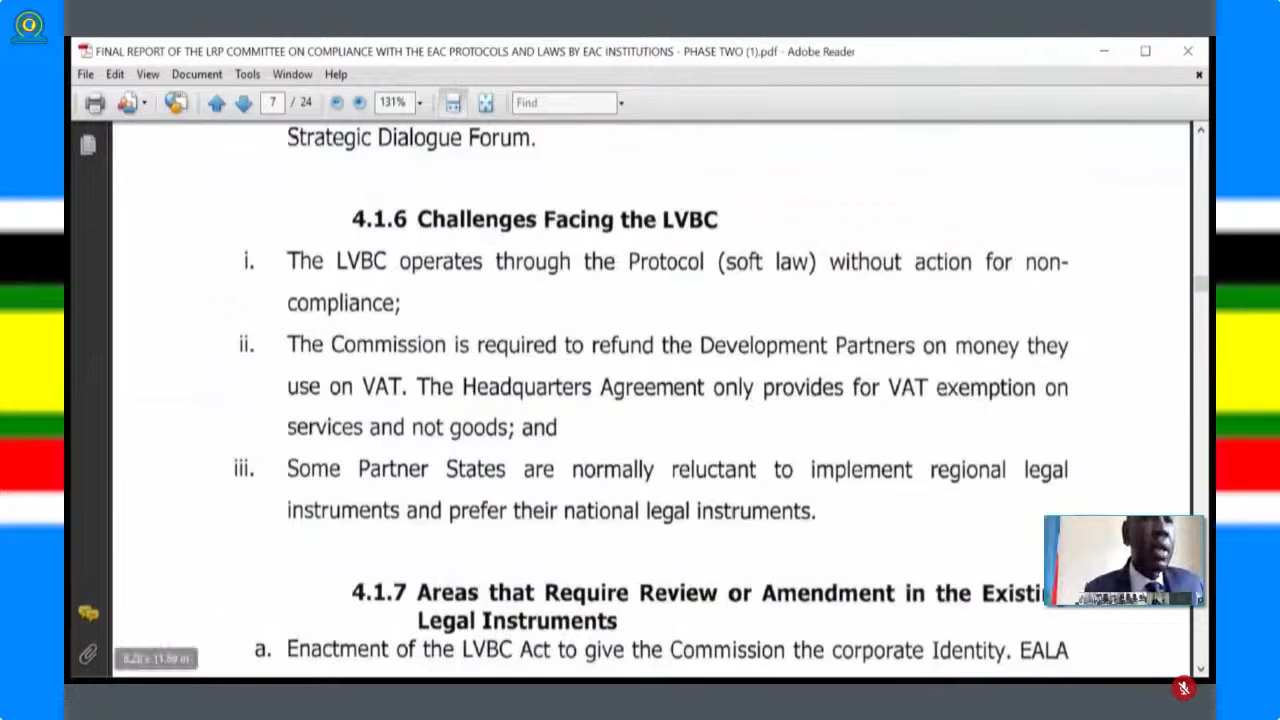 FINAL REPORT OF THE LRP COMMITTEE ON COMPLIANCE WITH THE EAC PROTOCOLS AND LAWS BY EAC INSTITUTIONS - PHASE TWO (1).pdf - Adobe Reader
File Edit View Document Tools Window Help
7 / 24 131% Find
Strategic Dialogue Forum.
4.1.6 Challenges Facing the LVBC
i. The LVBC operates through the Protocol (soft law) without action for non-
compliance;
ii. The Commission is required to refund the Development Partners on money they
use on VAT. The Headquarters Agreement only provides for VAT exemption on
services and not goods; and
iii. Some Partner States are normally reluctant to implement regional legal
instruments and prefer their national legal instruments.
4.1.7 Areas that Require Review or Amendment in the
Legal Instruments
a. Enactment of the LVBC Act to give the Commission the corporate Identity. EALA